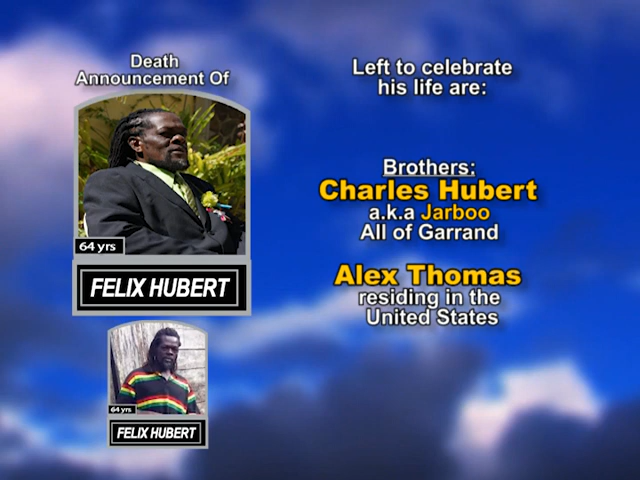 Death
Announcement Of
64 yrs
FELIX HUBERT
64 yrs
FELIX HUBERT
Left to celebrate
his life are:
Brothers:
Charles Hubert
a.k.a Jarboo
All of Garrand
Alex Thomas
residing in the
United States